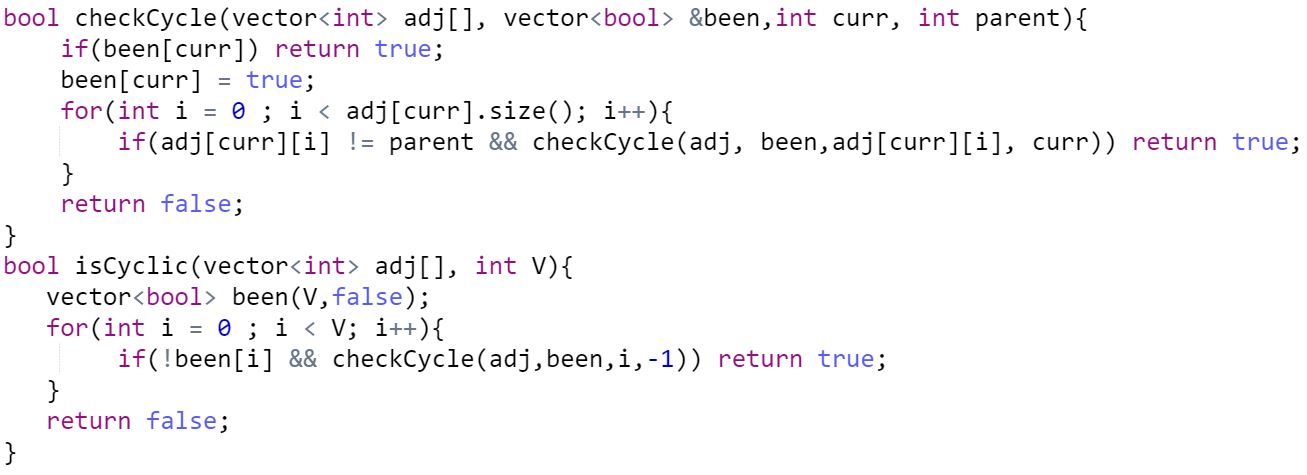 bool checkCycle(vector<int> adj[], vector<bool> &been,int curr, int parent){
    if(been[curr]) return true;
    been[curr] = true;
    for(int i = 0 ; i < adj[curr].size(); i++){
        if(adj[curr][i] != parent && checkCycle(adj, been,adj[curr][i], curr)) return true;
    }
    return false;
}
bool isCyclic(vector<int> adj[], int V){
   vector<bool> been(V,false);
   for(int i = 0 ; i < V; i++){
        if(!been[i] && checkCycle(adj,been,i,-1)) return true;
   }
   return false;
}